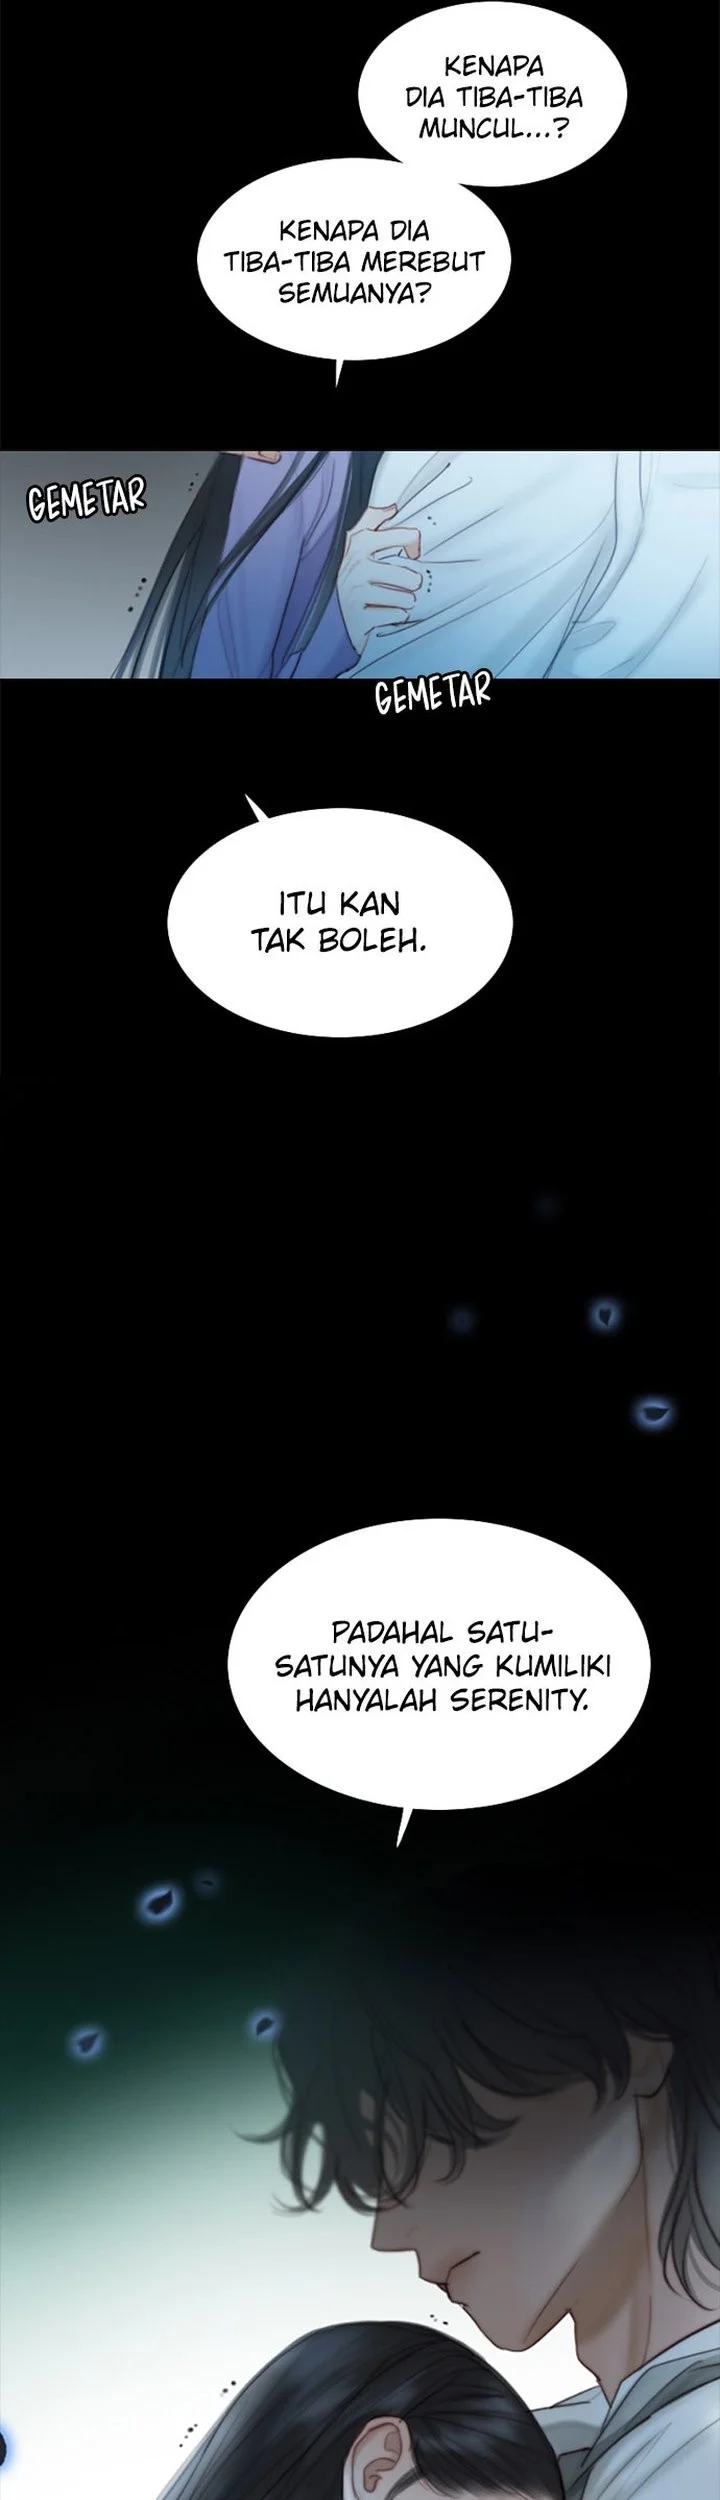 KENAPA
DIA TIBA-TIBA
MUNCUL...?
KENAPA DIA
TIBA-TIBA MEREBUT
SEMUANYA?
GEMETAR
GEMETAR
ITU KAN
TAK BOLEH.
PADAHAL SATU-
SATUNYA YANG KUMILIKI
HANYALAH SERENITY.